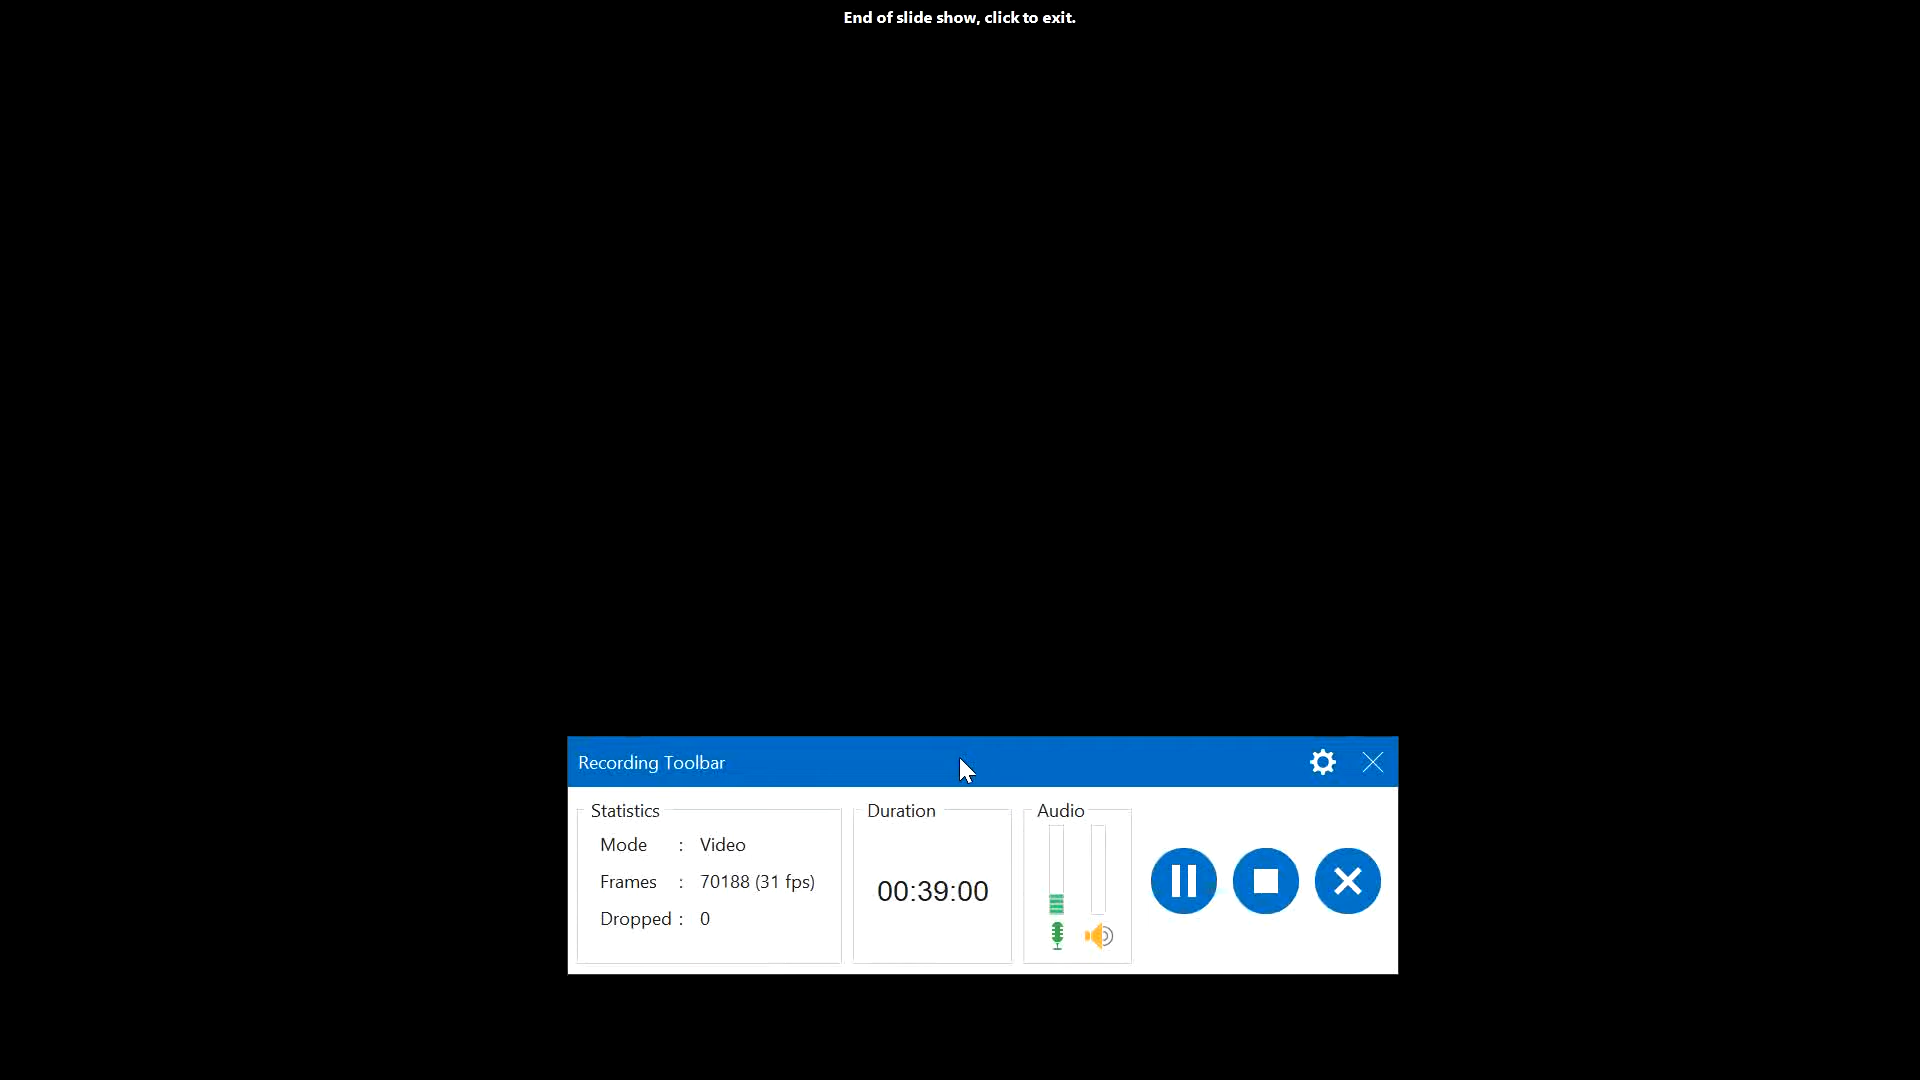 End of slide show, click to exit.
Recording Toolbar
Statistics
Mode : Video
Frames : 70188 (31 fps)
Dropped : 0
Duration
00:39:00
Audio